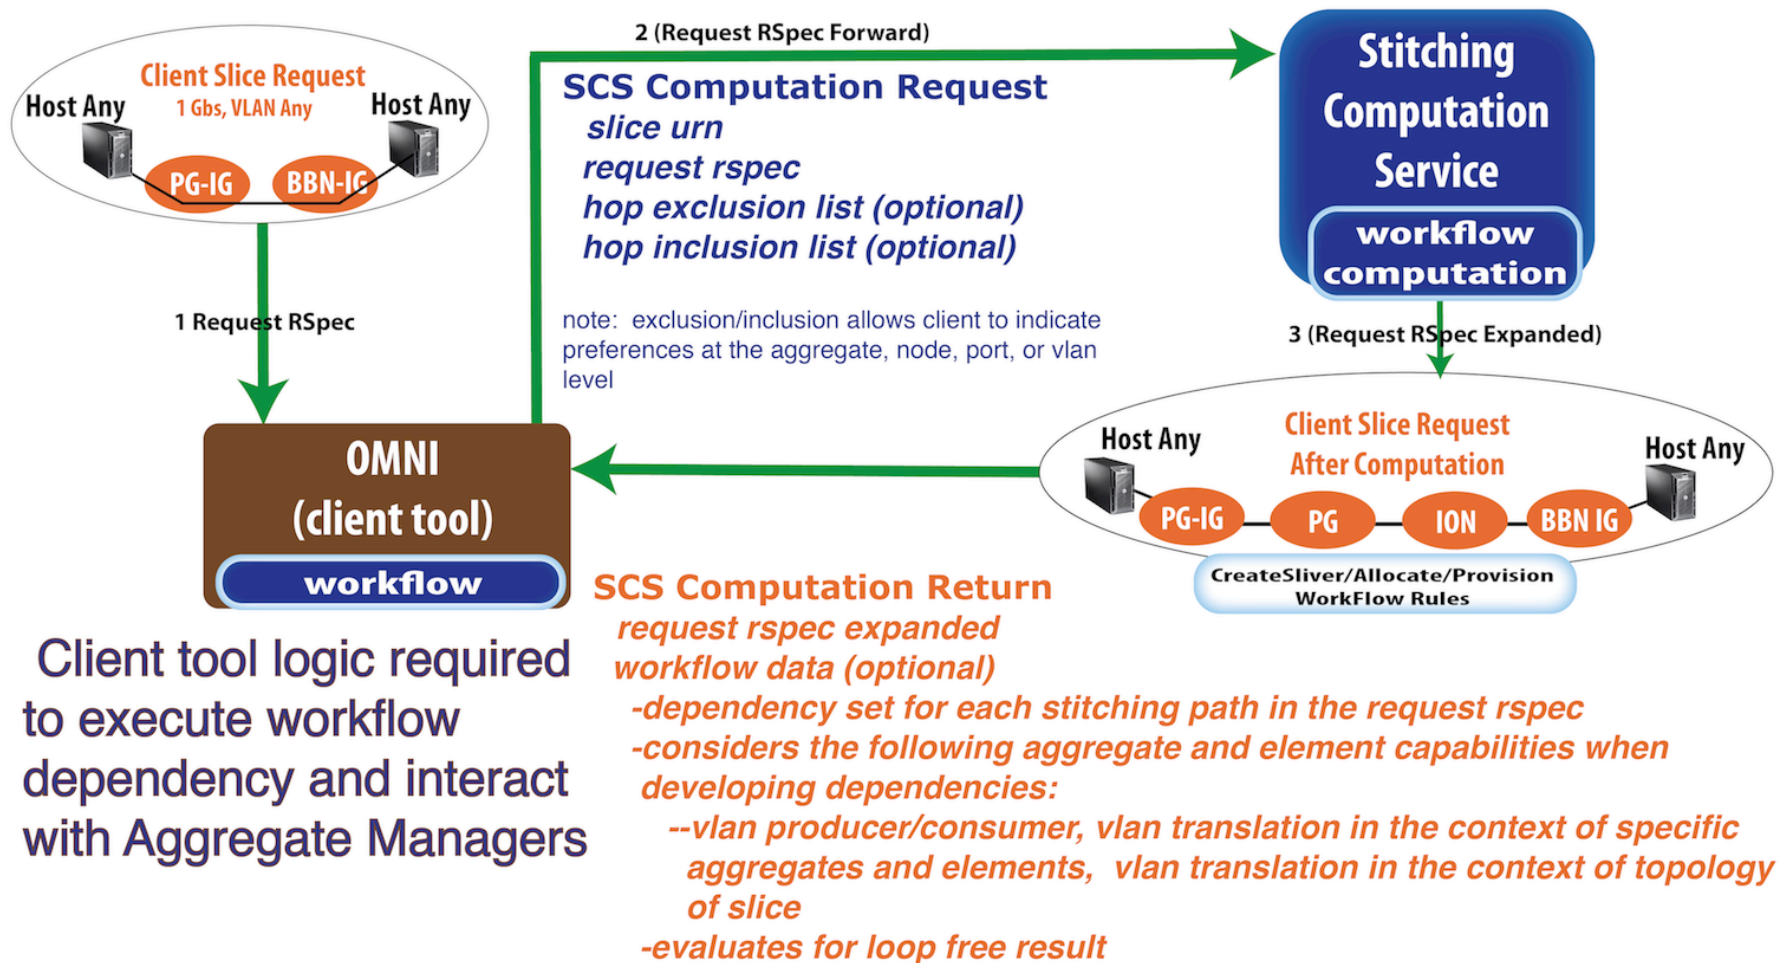 Client Slice Request
1 Gbs, VLAN Any
Host Any
Host Any
PG-IG
BBN-IG
1 Request RSpec
2 (Request RSpec Forward)
SCS Computation Request
slice urn
request rspec
hop exclusion list (optional)
hop inclusion list (optional)
note: exclusion/inclusion allows client to indicate
preferences at the aggregate, node, port, or vlan
level
Stitching
Computation
Service
workflow
computation
3 (Request RSpec Expanded)
Client Slice Request
After Computation
Host Any
Host Any
PG-IG
PG
ION
BBN IG
CreateSliver/Allocate/Provision
WorkFlow Rules
OMNI
(client tool)
workflow
Client tool logic required
to execute workflow
dependency and interact
with Aggregate Managers
SCS Computation Return
request rspec expanded
workflow data (optional)
-dependency set for each stitching path in the request rspec
-considers the following aggregate and element capabilities when
developing dependencies:
--vlan producer/consumer, vlan translation in the context of specific
aggregates and elements, vlan translation in the context of topology
of slice
-evaluates for loop free result